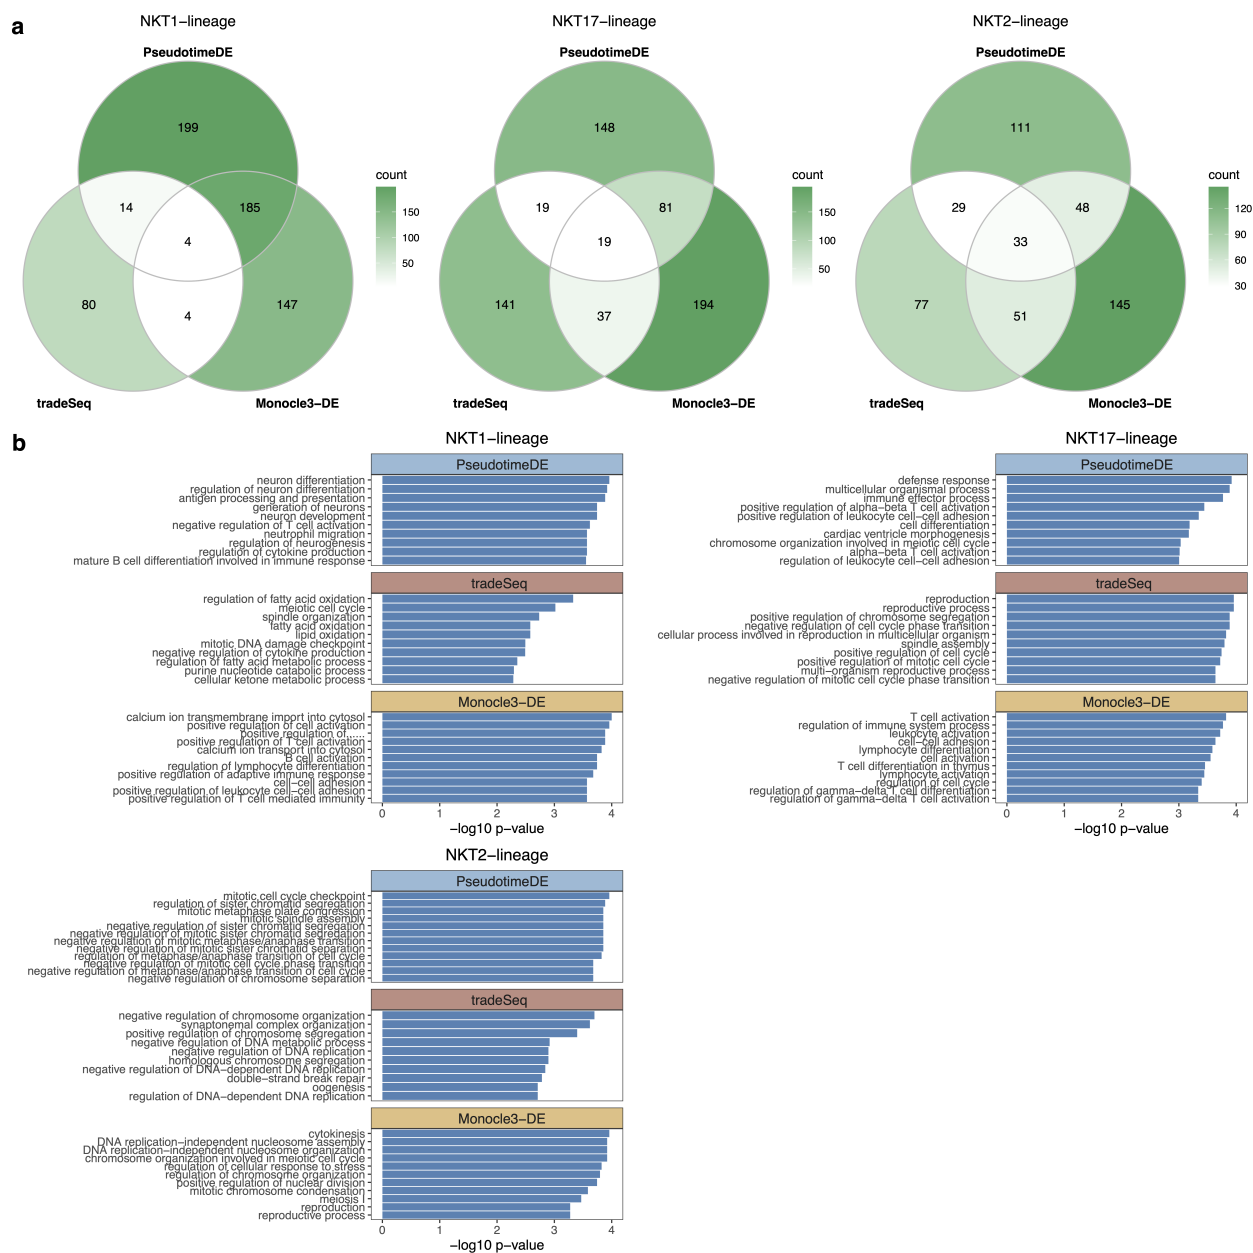 a
NKT1−lineage
NKT17−lineage
NKT2−lineage
PseudotimeDE
PseudotimeDE
PseudotimeDE
199
14
185
4
80
4
147
tradeSeq
Monocle3−DE
count
150
100
50
148
19
81
19
141
37
194
tradeSeq
Monocle3−DE
count
150
100
50
111
29
48
33
77
51
145
tradeSeq
Monocle3−DE
count
120
90
60
30
b
NKT1−lineage
PseudotimeDE
neuron differentiation
regulation of neuron differentiation
antigen processing and presentation
generation of neurons
neuron development
negative regulation of T cell activation
neutrophil migration
regulation of neurogenesis
regulation of cytokine production
mature B cell differentiation involved in immune response
tradeSeq
regulation of fatty acid oxidation
meiotic cell cycle
spindle organization
fatty acid oxidation
lipid oxidation
mitotic DNA damage checkpoint
negative regulation of cytokine production
regulation of fatty acid metabolic process
purine nucleotide catabolic process
cellular ketone metabolic process
Monocle3−DE
calcium ion transmembrane import into cytosol
positive regulation of cell activation
positive regulation of.....
positive regulation of T cell activation
calcium ion transport into cytosol
B cell activation
regulation of lymphocyte differentiation
positive regulation of adaptive immune response
cell−cell adhesion
positive regulation of leukocyte cell−cell adhesion
positive regulation of T cell mediated immunity
0 1 2 3 4
−log10 p−value
NKT17−lineage
PseudotimeDE
defense response
multicellular organismal process
immune effector process
positive regulation of alpha−beta T cell activation
positive regulation of leukocyte cell−cell adhesion
cell differentiation
cardiac ventricle morphogenesis
chromosome organization involved in meiotic cell cycle
alpha−beta T cell activation
regulation of leukocyte cell−cell adhesion
tradeSeq
reproduction
reproductive process
positive regulation of chromosome segregation
negative regulation of cell cycle phase transition
cellular process involved in reproduction in multicellular organism
spindle assembly
positive regulation of cell cycle
positive regulation of mitotic cell cycle
multi−organism reproductive process
negative regulation of mitotic cell cycle phase transition
Monocle3−DE
T cell activation
regulation of immune system process
leukocyte activation
cell−cell adhesion
lymphocyte differentiation
cell activation
T cell differentiation in thymus
lymphocyte activation
regulation of cell cycle
regulation of gamma−delta T cell differentiation
regulation of gamma−delta T cell activation
0 1 2 3 4
−log10 p−value
NKT2−lineage
PseudotimeDE
mitotic cell cycle checkpoint
regulation of sister chromatid segregation
mitotic metaphase plate congression
mitotic spindle assembly
negative regulation of sister chromatid segregation
negative regulation of mitotic sister chromatid segregation
negative regulation of mitotic metaphase/anaphase transition
negative regulation of mitotic sister chromatid separation
regulation of metaphase/anaphase transition of cell cycle
negative regulation of mitotic cell cycle phase transition
negative regulation of metaphase/anaphase transition of cell cycle
negative regulation of chromosome separation
tradeSeq
negative regulation of chromosome organization
synaptonemal complex organization
positive regulation of chromosome segregation
negative regulation of DNA metabolic process
negative regulation of DNA replication
homologous chromosome segregation
negative regulation of DNA−dependent DNA replication
double−strand break repair
oogenesis
regulation of DNA−dependent DNA replication
Monocle3−DE
cytokinesis
DNA replication−independent nucleosome assembly
DNA replication−independent nucleosome organization
chromosome organization involved in meiotic cell cycle
regulation of cellular response to stress
regulation of chromosome organization
positive regulation of nuclear division
mitotic chromosome condensation
meiosis I
reproduction
reproductive process
0 1 2 3 4
−log10 p−value